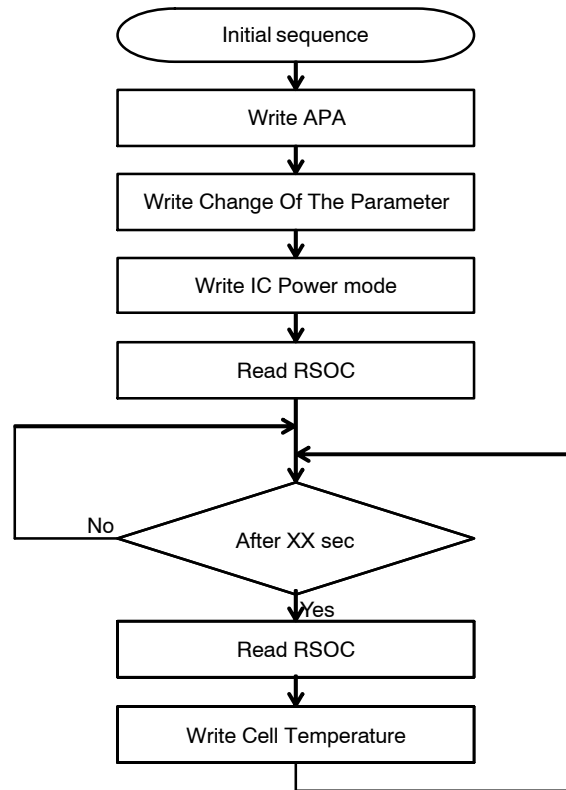 Initial sequence
Write APA
Write Change Of The Parameter
Write IC Power mode
Read RSOC
No
After XX sec
Yes
Read RSOC
Write Cell Temperature